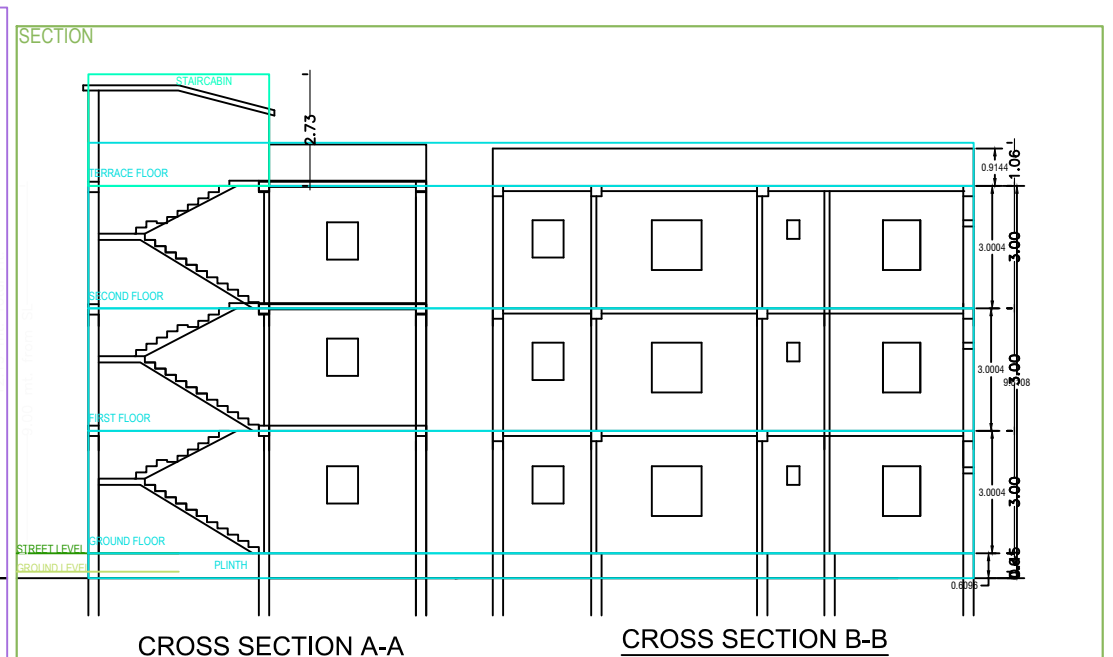 SECTION
STAIRCABIN
2.73
TERRACE FLOOR
0.9144
1.06
3.0004
3.00
SECOND FLOOR
3.0004
3.00
FIRST FLOOR
3.0004
3.00
STREET LEVEL
GROUND FLOOR
GROUND LEVEL
PLINTH
0.6096
CROSS SECTION A-A
CROSS SECTION B-B